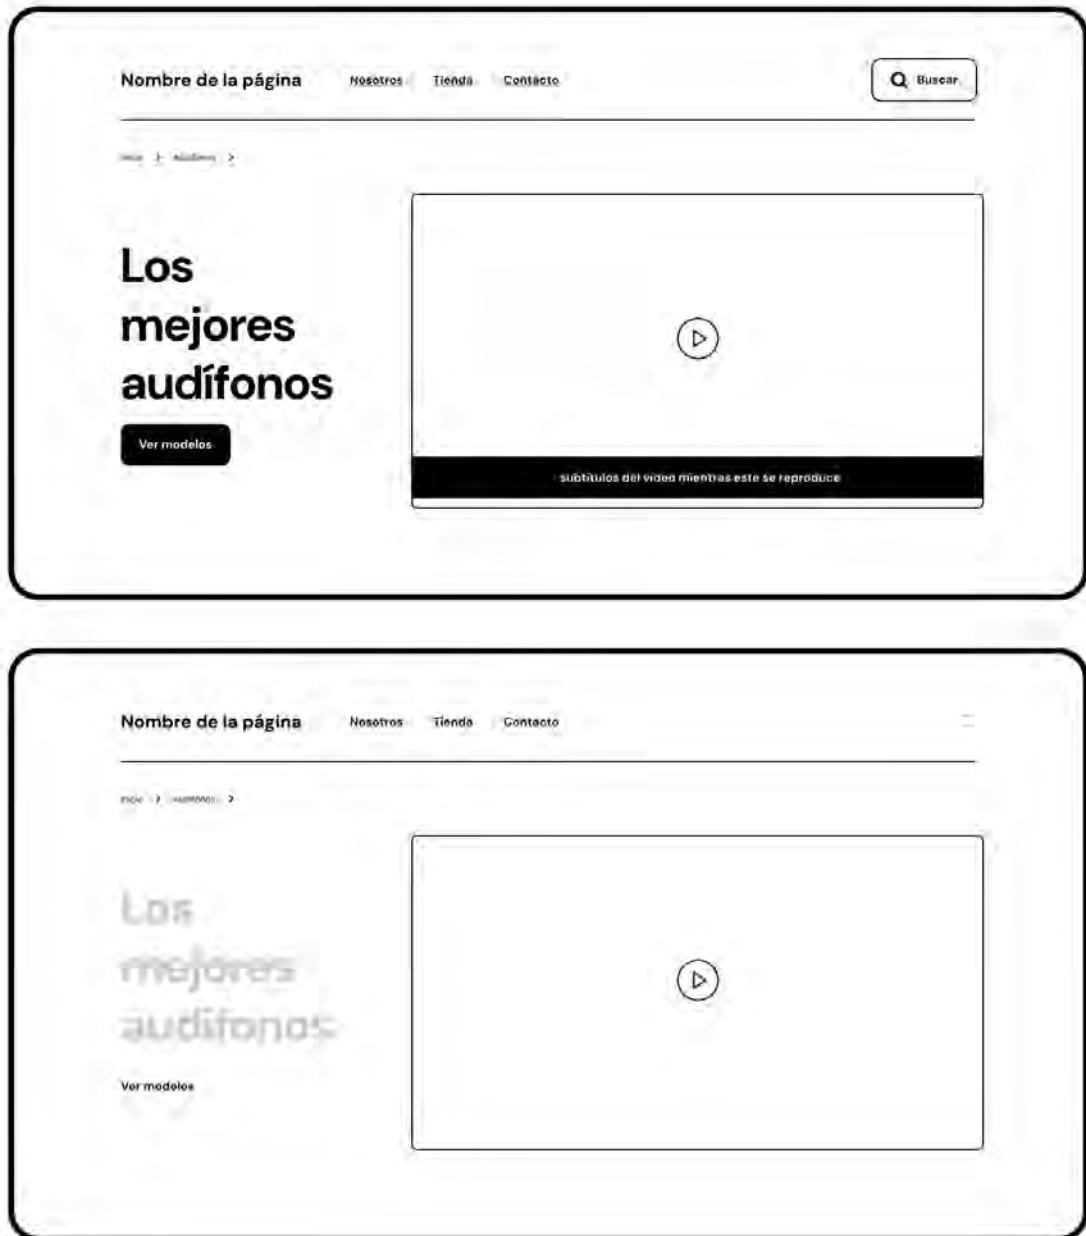 Nombre de la página Nosotros Tienda Contacto Buscar
Los
mejores
audífonos
Ver modelos
subtítulos del video mientras este se reproduce
Nombre de la página Nosotros Tienda Contacto
Inicio
Los
mejores
audífonos
Ver modelos